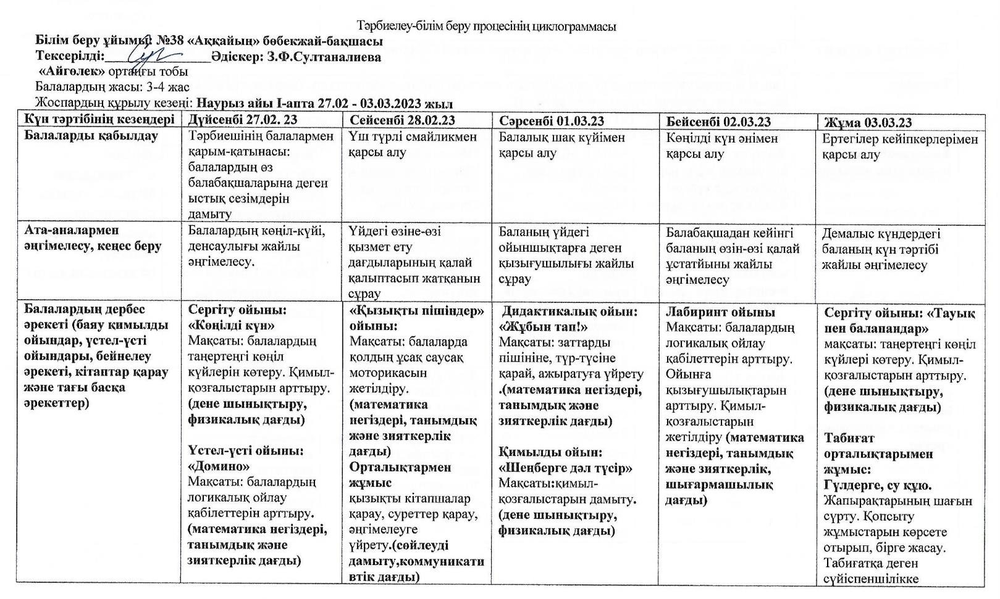 Тәрбиелеу-білім беру процесінің циклограммасы
Білім беру ұйымы: №38 «Аққайың» бөбекжай-бақшасы
Тексерілді:________________Әдіскер: З.Ф.Султаналиева
«Айгөлек» ортаңғы тобы
Балалардың жасы: 3-4 жас
Жоспардың құрылу кезеңі: Наурыз айы I-апта 27.02 - 03.03.2023 жыл
Күн тәртібінің кезеңдері
Дүйсенбі 27.02. 23
Сейсенбі 28.02.23
Сәрсенбі 01.03.23
Бейсенбі 02.03.23
Жұма 03.03.23
Балаларды қабылдау
Тәрбиешінің балалармен
қарым-қатынасы:
балалардың өз
балабақшаларына деген
ыстық сезімдерін
дамыту
Үш түрлі смайликмен
қарсы алу
Балалық шақ күйімен
қарсы алу
Көңілді күн әнімен
қарсы алу
Ертегілер кейіпкерлерімен
қарсы алу
Ата-аналармен
әңгімелесу, кеңес беру
Балалардың көңіл-күйі,
денсаулығы жайлы
әңгімелесу.
Үйдегі өзіне-өзі
қызмет ету
дағдыларының қалай
қалыптасып жатқанын
сұрау
Баланың үйдегі
ойыншықтарға деген
қызығушылығы жайлы
сұрау
Балабақшадан кейінгі
баланың өзін-өзі қалай
ұстатйыны жайлы
әңгімелесу
Демалыс күндердегі
баланың күн тәртібі
жайлы әңгімелесу
Балалардың дербес
әрекеті (баяу қимылды
ойындар, үстел-үсті
ойындары, бейнелеу
әрекеті, кітаптар қарау
және тағы басқа
әрекеттер)
Сергіту ойыны:
«Көңілді күн»
Мақсаты: балалардың
таңертеңгі көңіл
күйлерін көтеру. Қимыл-
қозғалыстарын арттыру.
(дене шынықтыру,
физикалық дағды)
Үстел-үсті ойыны:
«Домино»
Мақсаты: балалардың
логикалық ойлау
қабілеттерін арттыру.
(математика негіздері,
танымдық және
зияткерлік дағды)
«Қызықты пішіндер»
ойыны:
Мақсаты: балаларда
қолдың ұсақ саусақ
моторикасын
жетілдіру.
(математика
негіздері, танымдық
және зияткерлік
дағды)
Орталықтармен
жұмыс
қызықты кітапшалар
қарау, суреттер қарау,
әңгімелеуге
үйрету.(сөйлеуді
дамыту,коммуникати
втік дағды)
Дидактикалық ойын:
«Жұбын тап!»
Мақсаты: заттарды
пішініне, түр-түсіне
қарай, ажыратуға үйрету
.(математика негіздері,
танымдық және
зияткерлік дағды)
Қимылды ойын:
«Шеңберге дәл түсір»
Мақсаты:қимыл-
қозғалыстарын дамыту.
(дене шынықтыру,
физикалық дағды)
Лабиринт ойыны
Мақсаты: балалардың
логикалық ойлау
қабілеттерін арттыру.
Ойынға
қызығушылықтарын
арттыру. Қимыл-
қозғалыстарын
жетілдіру (математика
негіздері, танымдық
және зияткерлік,
шығармашылық
дағды)
Сергіту ойыны: «Тауық
пен балапандар»
мақсаты: таңертеңгі көңіл
күйлері көтеру. Қимыл-
қозғалыстарын арттыру.
(дене шынықтыру,
физикалық дағды)
Табиғат
орталықтарымен
жұмыс:
Гүлдерге, су құю.
Жапырақтарының шағын
сүрту. Қопсыту
жұмыстарын көрсете
отырып, бірге жасау.
Табиғатқа деген
сүйіспеншілікке